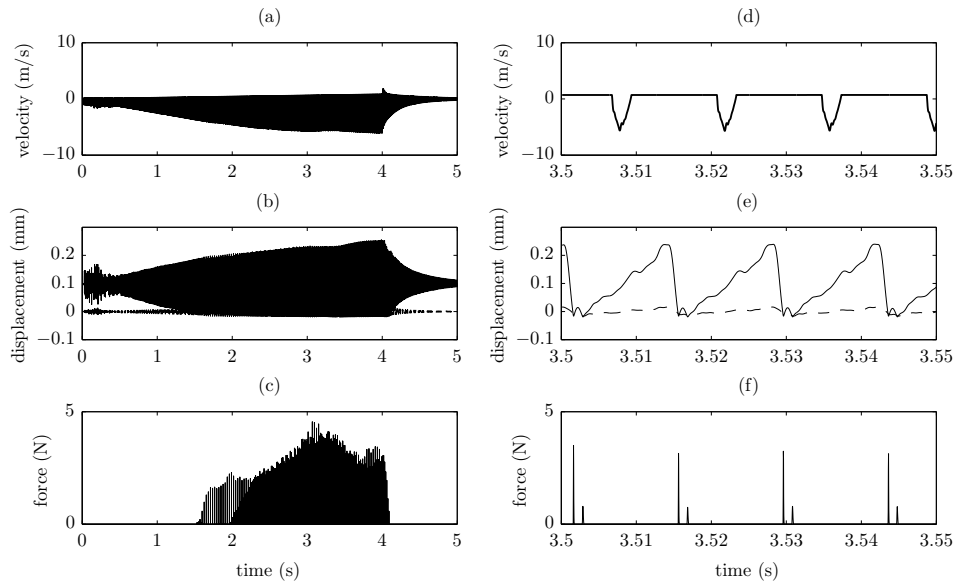 (a)
velocity (m/s)
10
0
−10
0 1 2 3 4 5
(b)
displacement (mm)
0.2
0.1
0
−0.1
0 1 2 3 4 5
(c)
force (N)
5
0
0 1 2 3 4 5
time (s)
(d)
velocity (m/s)
10
0
−10
3.5 3.51 3.52 3.53 3.54 3.55
(e)
displacement (mm)
0.2
0.1
0
−0.1
3.5 3.51 3.52 3.53 3.54 3.55
(f)
force (N)
5
0
3.5 3.51 3.52 3.53 3.54 3.55
time (s)